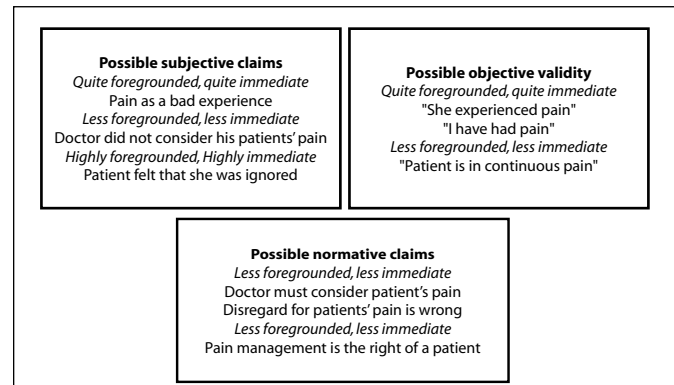 Possible subjective claims
Quite foregrounded, quite immediate
Pain as a bad experience
Less foregrounded, less immediate
Doctor did not consider his patients' pain
Highly foregrounded, Highly immediate
Patient felt that she was ignored
Possible objective validity
Quite foregrounded, quite immediate
"She experienced pain"
"I have had pain"
Less foregrounded, less immediate
"Patient is in continuous pain"
Possible normative claims
Less foregrounded, less immediate
Doctor must consider patient's pain
Disregard for patients' pain is wrong
Less foregrounded, less immediate
Pain management is the right of a patient